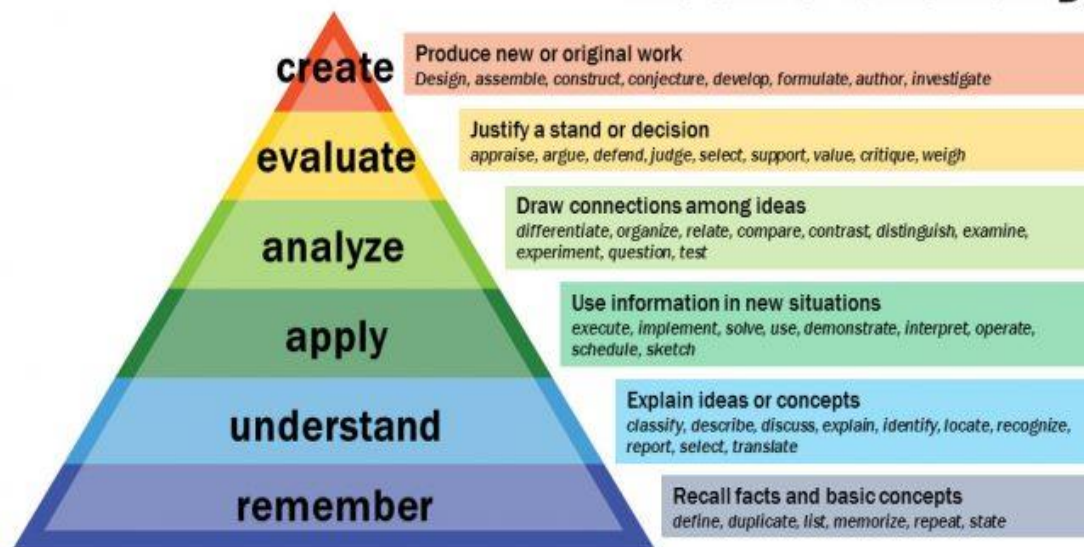 create
Produce new or original work
Design, assemble, construct, conjecture, develop, formulate, author, investigate
evaluate
Justify a stand or decision
appraise, argue, defend, judge, select, support, value, critique, weigh
analyze
Draw connections among ideas
differentiate, organize, relate, compare, contrast, distinguish, examine,
experiment, question, test
apply
Use information in new situations
execute, implement, solve, use, demonstrate, interpret, operate,
schedule, sketch
understand
Explain ideas or concepts
classify, describe, discuss, explain, identify, locate, recognize,
report, select, translate
remember
Recall facts and basic concepts
define, duplicate, list, memorize, repeat, state